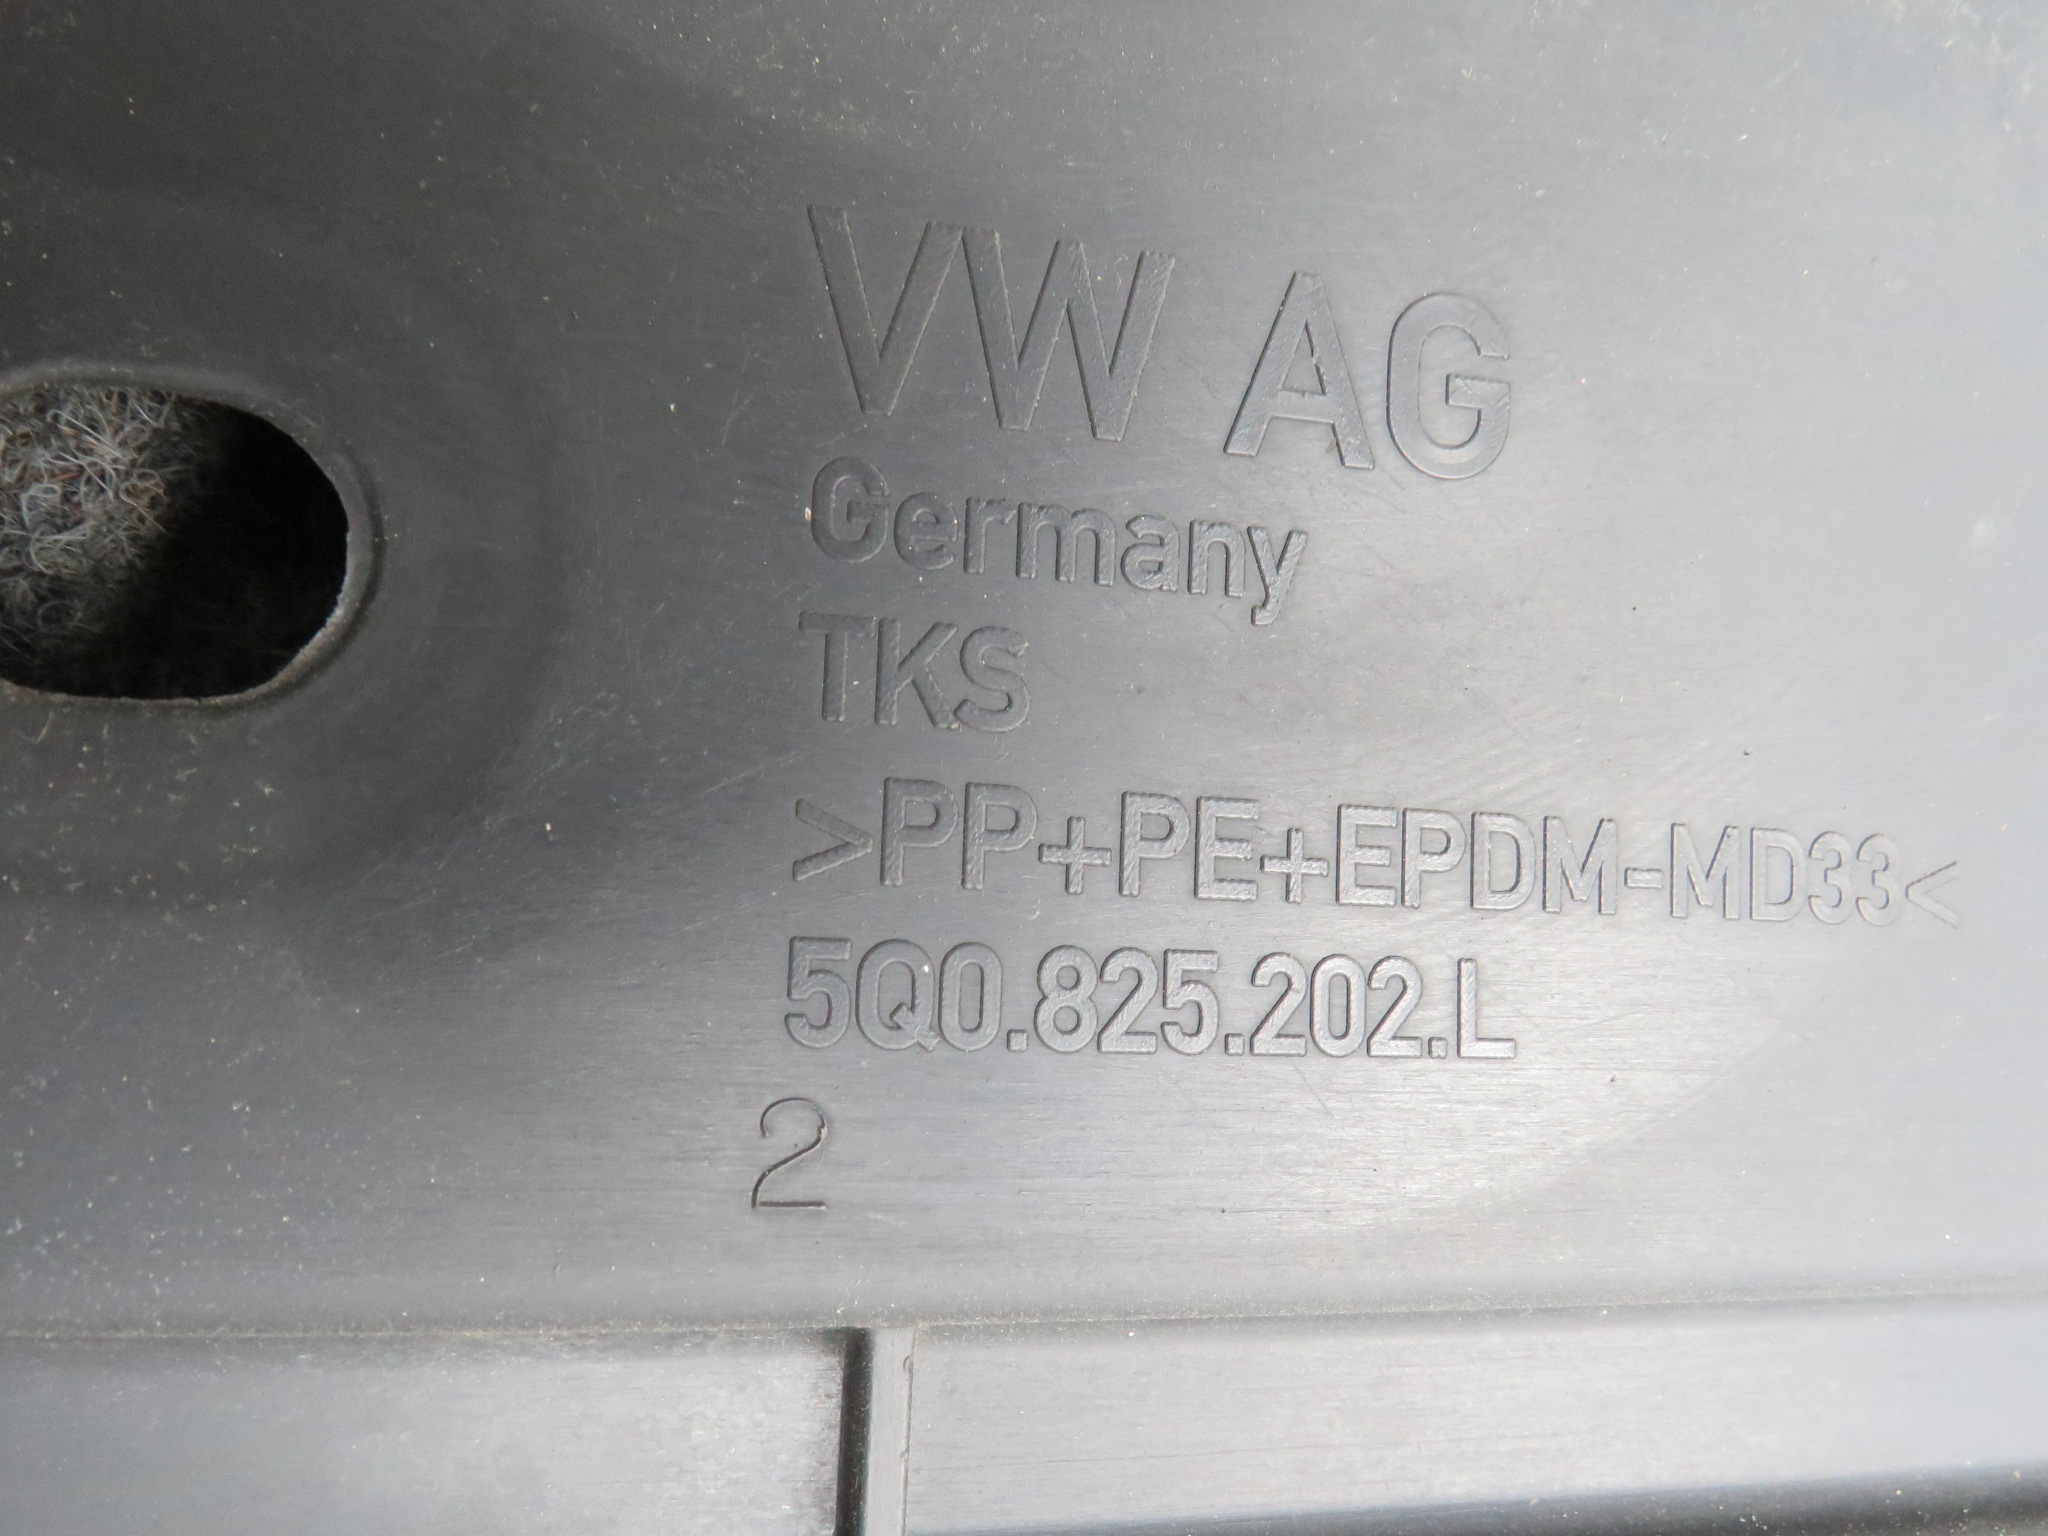 VW AG
Germany
TKS
>PP+PE+EPDM-MD33<
5Q0.825.202.L
2